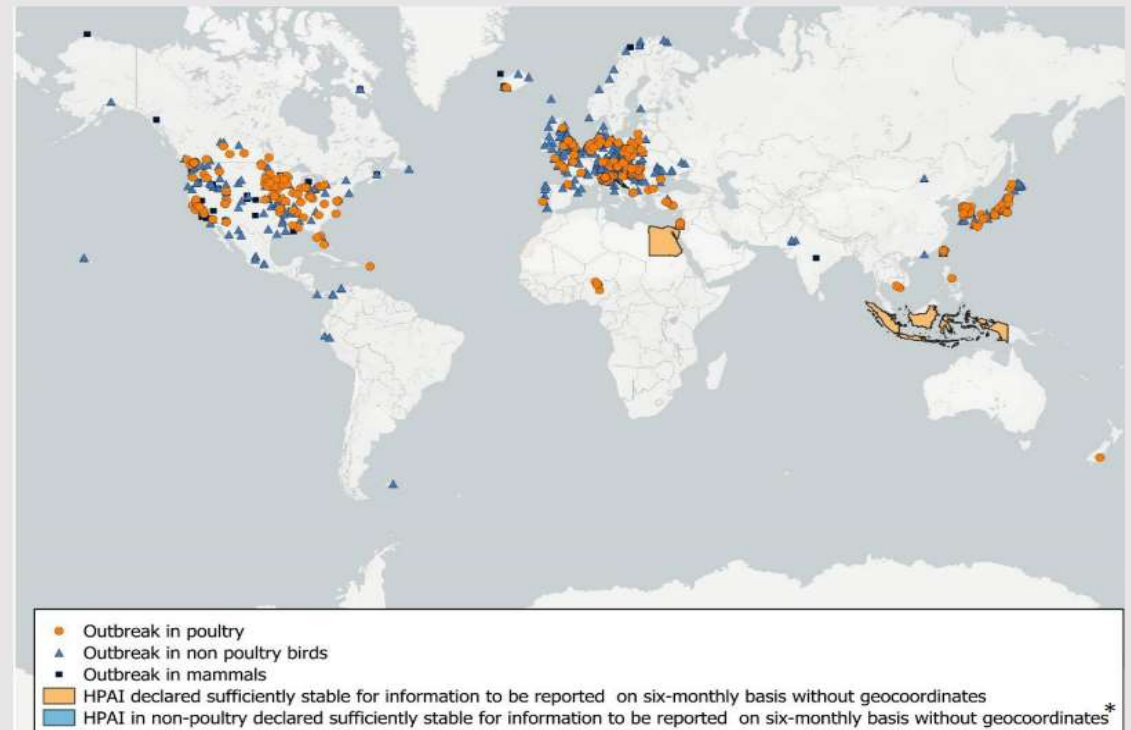 Outbreak in poultry
Outbreak in non poultry birds
Outbreak in mammals
HPAI declared sufficiently stable for information to be reported on six-monthly basis without geocoordinates
HPAI in non-poultry declared sufficiently stable for information to be reported on six-monthly basis without geocoordinates*